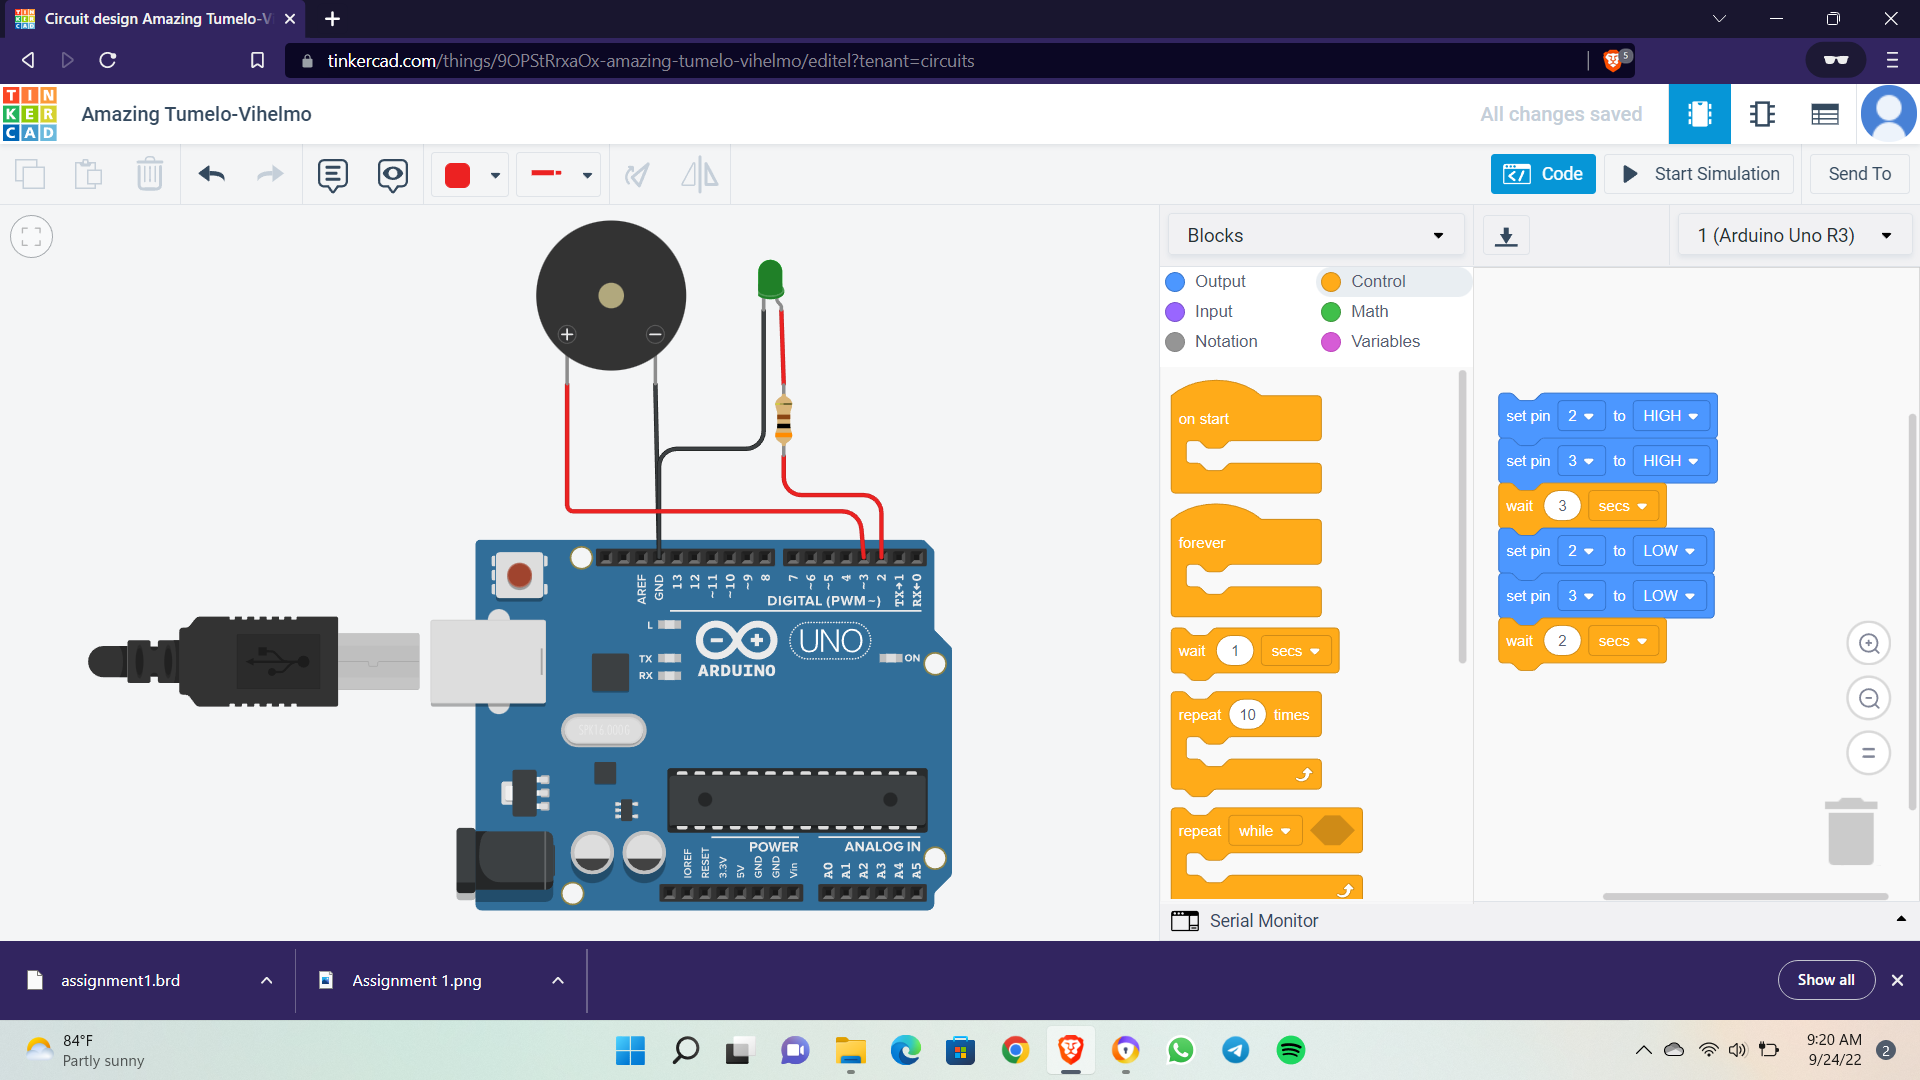 Circuit design Amazing Tumelo-V
tinkercad.com/things/9OPStRrxaOx-amazing-tumelo-vihelmo/editel?tenant=circuits
5
TIN
KER
CAD
Amazing Tumelo-Vihelmo
All changes saved
Code
Start Simulation
Send To
Blocks
1 (Arduino Uno R3)
Output
Control
Input
Math
Notation
Variables
on start
forever
wait 1 secs
repeat 10 times
repeat while
set pin 2 to HIGH
set pin 3 to HIGH
wait 3 secs
set pin 2 to LOW
set pin 3 to LOW
wait 2 secs
AREF
GND
13
12
~11
~10
~9
8
7
~6
~5
4
~3
2
TX→1
RX←0
DIGITAL (PWM~)
L
TX
RX
ARDUINO
UNO
ON
SPK16.000G
POWER
ANALOG IN
IOREF
RESET
3.3V
5V
GND
GND
Vin
A0
A1
A2
A3
A4
A5
Serial Monitor
assignment1.brd
Assignment 1.png
Show all
84°F
Partly sunny
9:20 AM
9/24/22
2